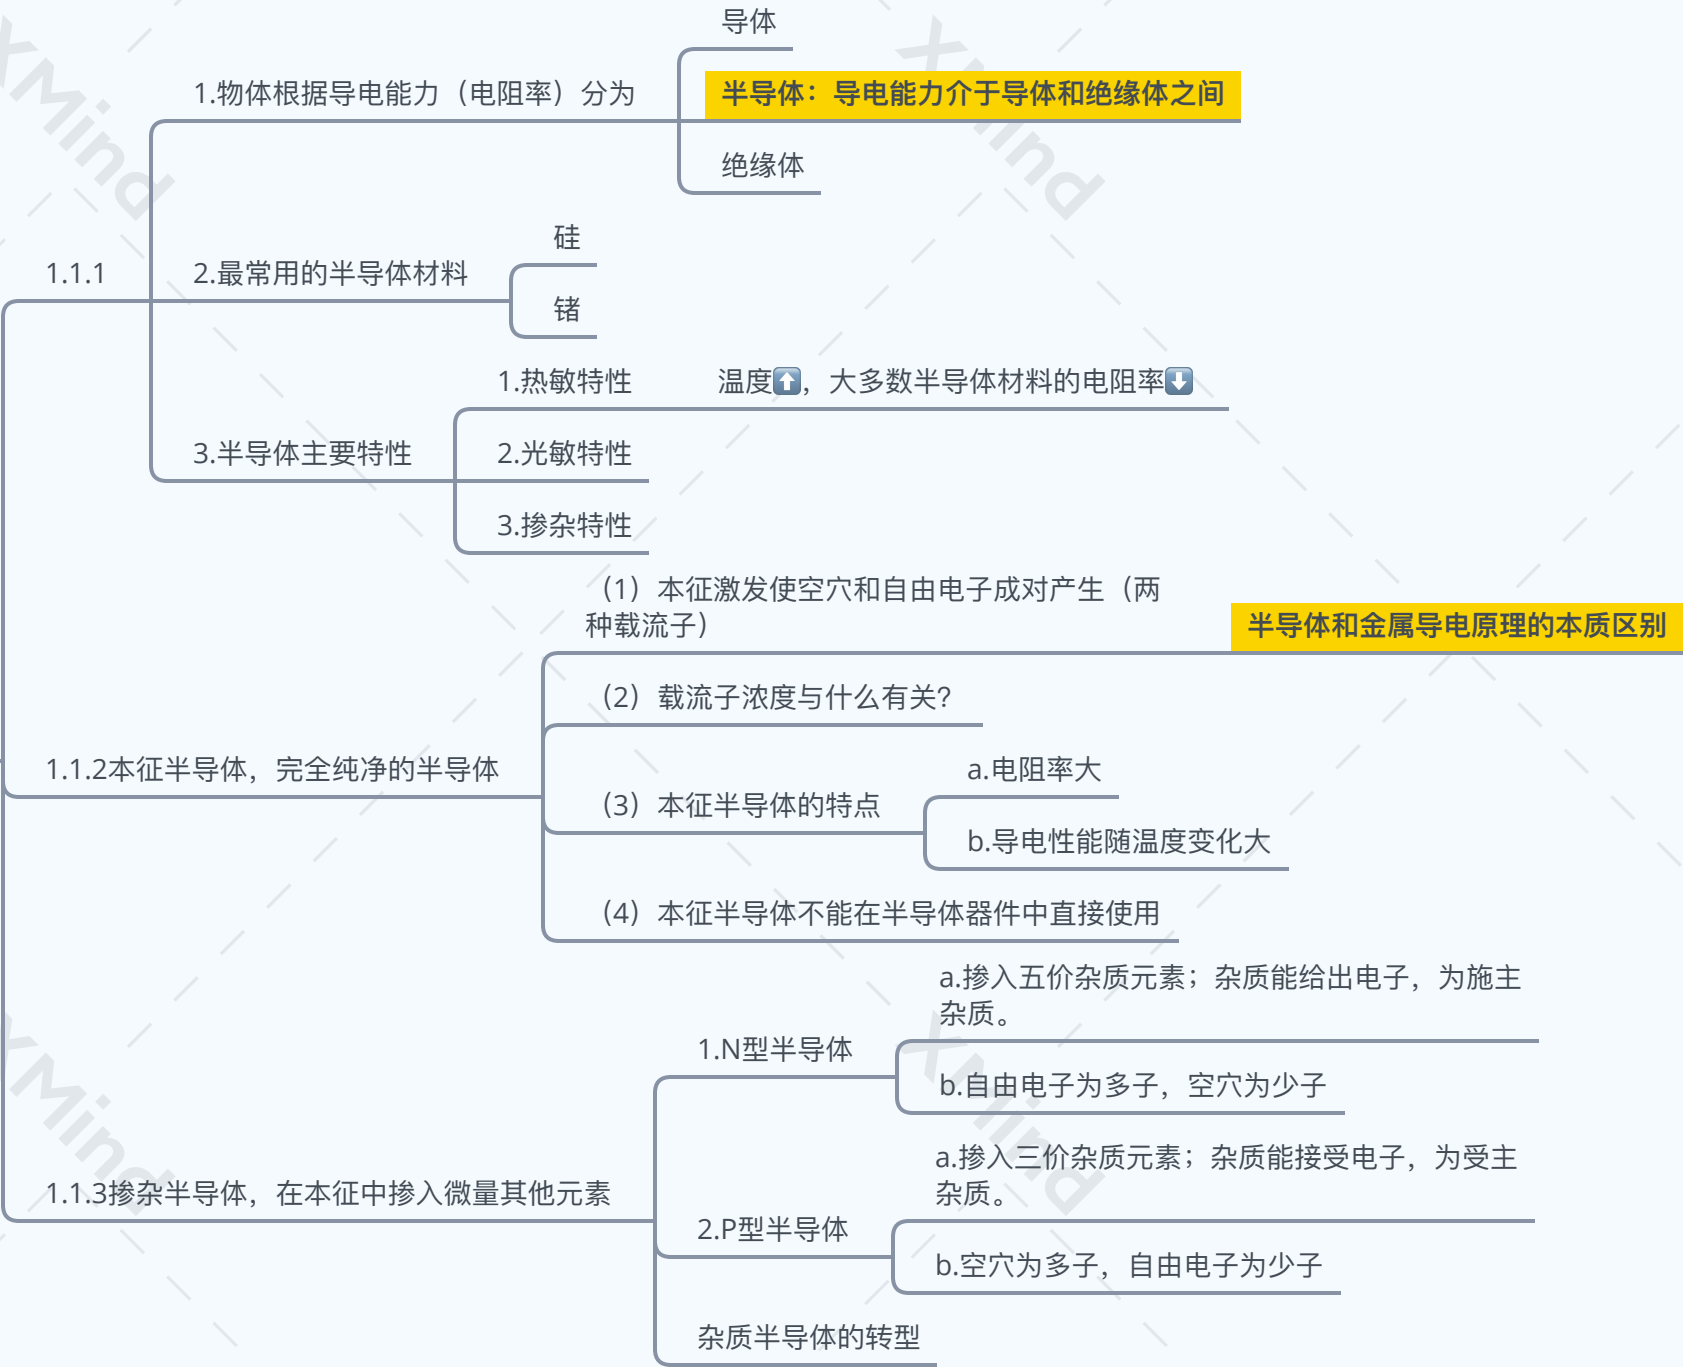 导体
1.物体根据导电能力（电阻率）分为
半导体：导电能力介于导体和绝缘体之间
绝缘体
1.1.1
2.最常用的半导体材料
硅
锗
3.半导体主要特性
1.热敏特性
温度⬆️，大多数半导体材料的电阻率⬇️
2.光敏特性
3.掺杂特性
1.1.2本征半导体，完全纯净的半导体
（1）本征激发使空穴和自由电子成对产生（两
种载流子）
半导体和金属导电原理的本质区别
（2）载流子浓度与什么有关?
（3）本征半导体的特点
a.电阻率大
b.导电性能随温度变化大
（4）本征半导体不能在半导体器件中直接使用
1.1.3掺杂半导体，在本征中掺入微量其他元素
1.N型半导体
a.掺入五价杂质元素；杂质能给出电子，为施主
杂质。
b.自由电子为多子，空穴为少子
2.P型半导体
a.掺入三价杂质元素；杂质能接受电子，为受主
杂质。
b.空穴为多子，自由电子为少子
杂质半导体的转型
XMind
XMind
XMind
XMind